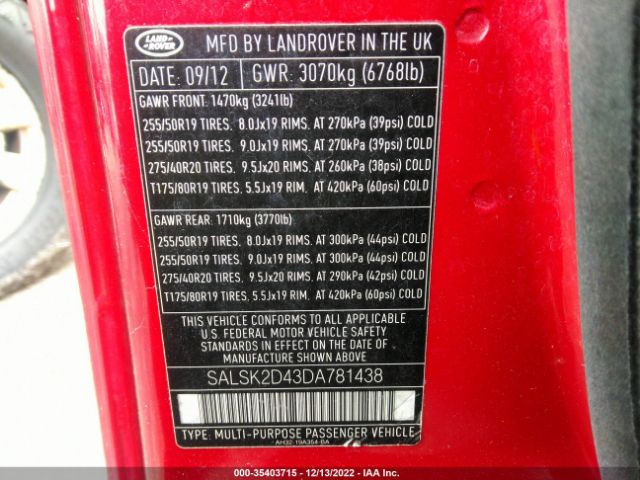 LAND ROVER
MFD BY LANDROVER IN THE UK
DATE: 09/12 GWR: 3070kg (6768lb)
GAWR FRONT: 1470kg (3241lb)
255/50R19 TIRES, 8.0Jx19 RIMS, AT 270kPa (39psi) COLD
255/50R19 TIRES, 9.0Jx19 RIMS, AT 270kPa (39psi) COLD
275/40R20 TIRES, 9.5Jx20 RIMS, AT 260kPa (38psi) COLD
T175/80R19 TIRES, 5.5Jx19 RIM, AT 420kPa (60psi) COLD
GAWR REAR: 1710kg (3770lb)
255/50R19 TIRES, 8.0Jx19 RIMS, AT 300kPa (44psi) COLD
255/50R19 TIRES, 9.0Jx19 RIMS, AT 300kPa (44psi) COLD
275/40R20 TIRES, 9.5Jx20 RIMS, AT 290kPa (42psi) COLD
T175/80R19 TIRES, 5.5Jx19 RIM, AT 420kPa (60psi) COLD
THIS VEHICLE CONFORMS TO ALL APPLICABLE
U.S. FEDERAL MOTOR VEHICLE SAFETY
STANDARDS IN EFFECT ON THE DATE OF
MANUFACTURE SHOWN ABOVE.
SALSK2D43DA781438
TYPE: MULTI-PURPOSE PASSENGER VEHICLE
AH32-19A364-BA
000-35403715 - 12/13/2022 - IAA Inc.